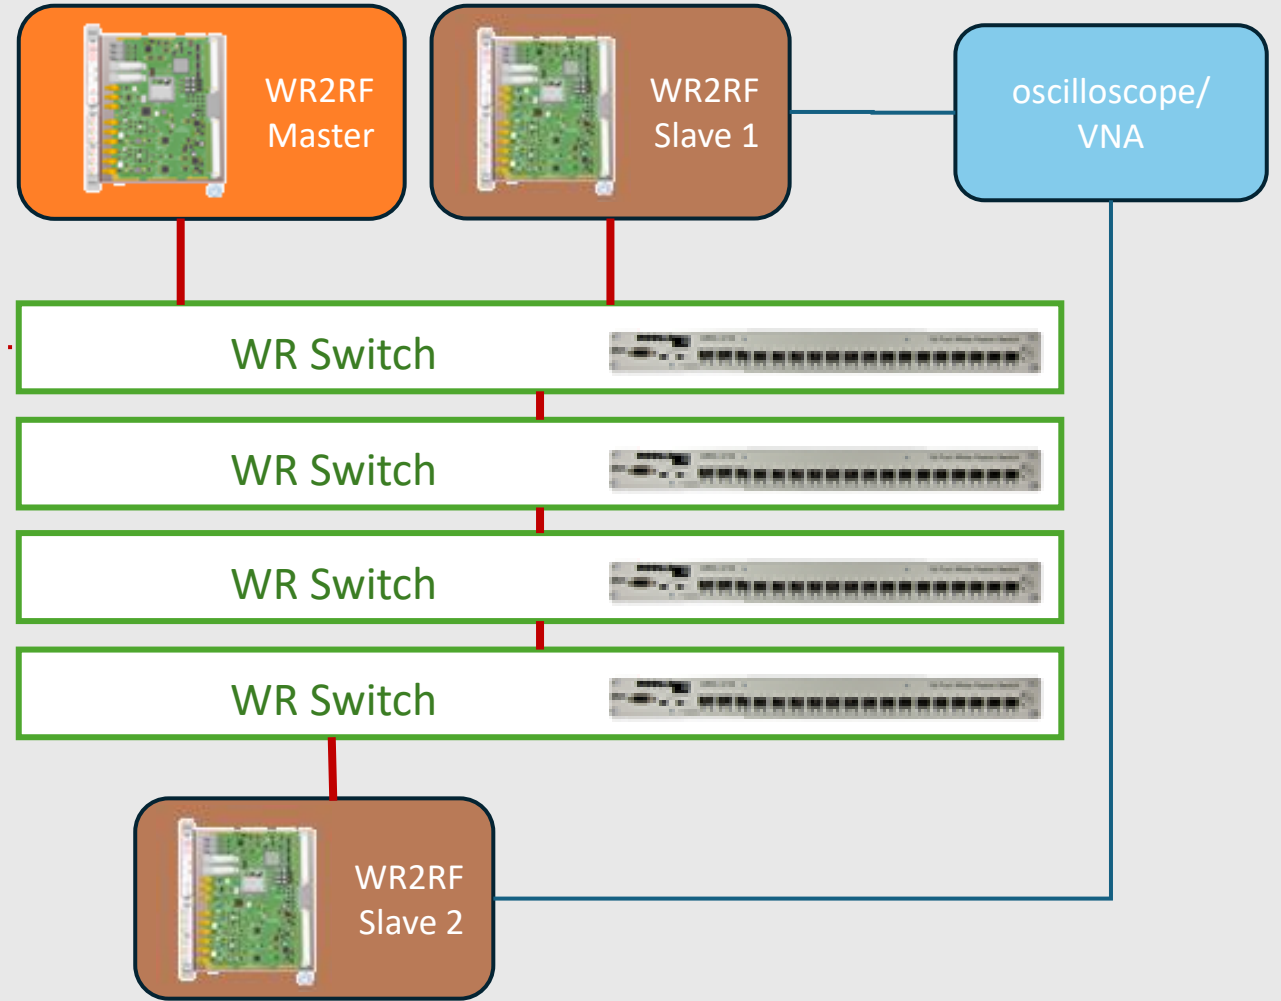 WR2RF
Master
WR2RF
Slave 1
oscilloscope/
VNA
WR Switch
WR Switch
WR Switch
WR Switch
WR2RF
Slave 2